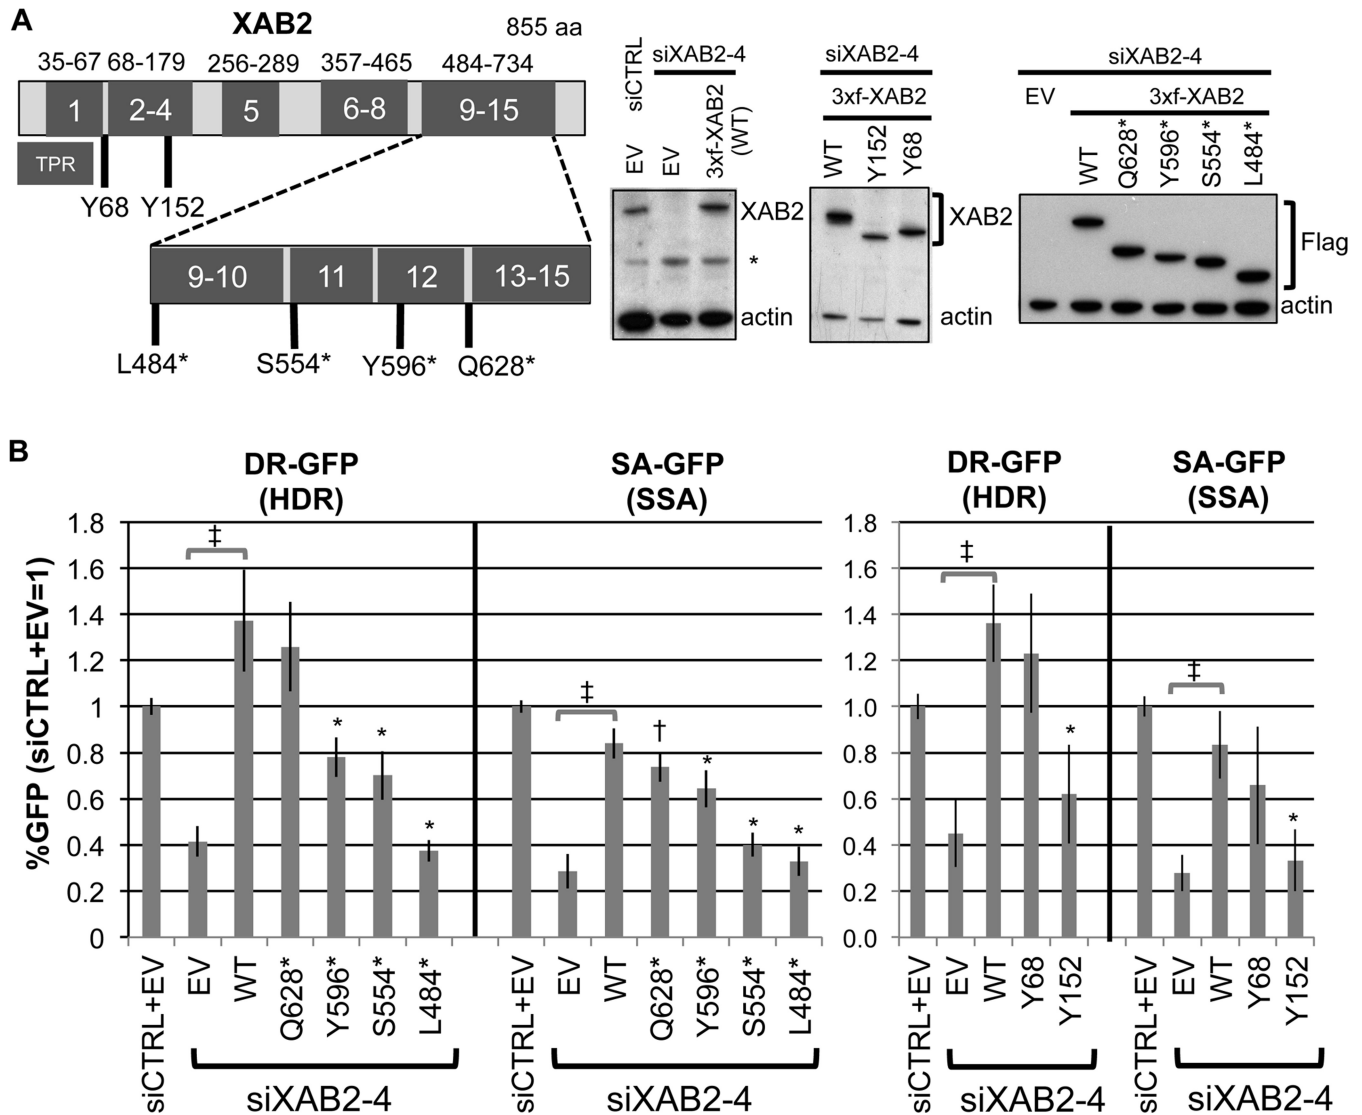 A
XAB2
855 aa
35-67 68-179 256-289 357-465 484-734
1 2-4 5 6-8 9-15
TPR
Y68 Y152
9-10 11 12 13-15
L484* S554* Y596* Q628*
siCTRL
siXAB2-4
EV
EV
3xf-XAB2
(WT)
XAB2
*
actin
siXAB2-4
3xf-XAB2
WT
Y152
Y68
XAB2
actin
siXAB2-4
EV
3xf-XAB2
WT
Q628*
Y596*
S554*
L484*
Flag
actin
B
DR-GFP
(HDR)
SA-GFP
(SSA)
%GFP (siCTRL+EV=1)
1.8
1.6
1.4
1.2
1
0.8
0.6
0.4
0.2
0
‡
* * *
‡
† * * *
siCTRL+EV
EV
WT
Q628*
Y596*
S554*
L484*
siXAB2-4
siCTRL+EV
EV
WT
Q628*
Y596*
S554*
L484*
siXAB2-4
DR-GFP
(HDR)
SA-GFP
(SSA)
1.8
1.6
1.4
1.2
1.0
0.8
0.6
0.4
0.2
0.0
‡
*
‡
*
siCTRL+EV
EV
WT
Y68
Y152
siXAB2-4
siCTRL+EV
EV
WT
Y68
Y152
siXAB2-4